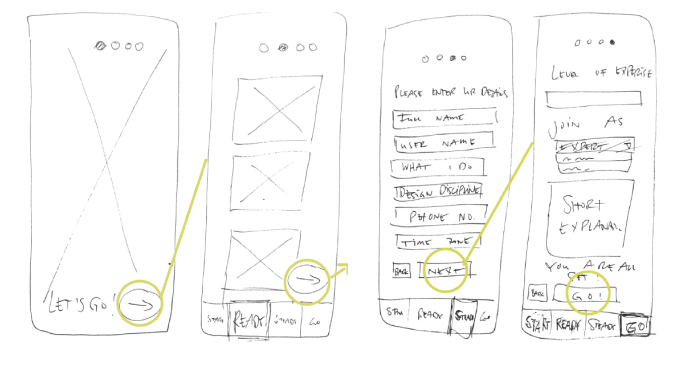 LET'S GO!
START READY STEADY GO
PLEASE ENTER UR DETAILS
FULL NAME
USER NAME
WHAT I DO
DESIGN DISCIPLINE
PHONE NO.
TIME ZONE
BACK NEXT
READY STEADY GO
LEVEL OF EXPERTISE
JOIN AS
EXPERT
SHORT
EXPLANA..
YOU ARE ALL
SET!
BACK GO!
START READY STEADY GO!